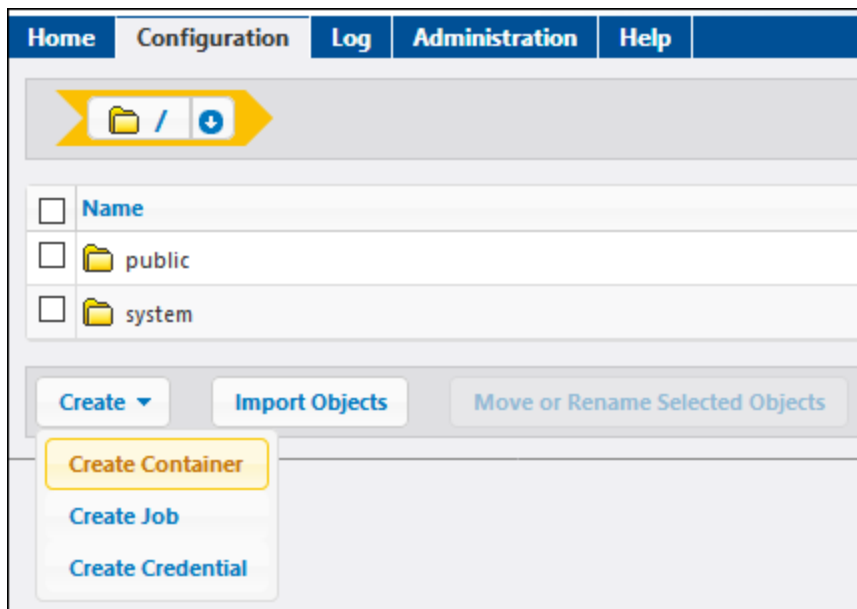 Home Configuration Log Administration Help
/
Name
public
system
Create Import Objects Move or Rename Selected Objects
Create Container
Create Job
Create Credential